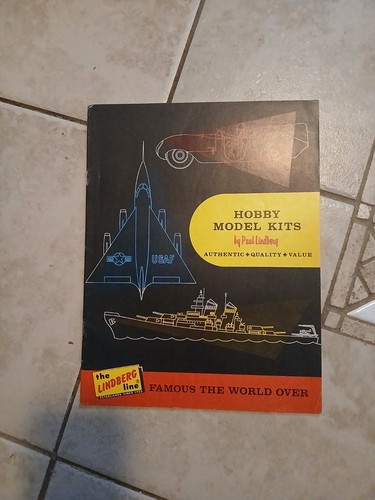 HOBBY
MODEL KITS
by Paul Lindberg
AUTHENTIC + QUALITY + VALUE
USAF
the
LINDBERG®
line
FAMOUS THE WORLD OVER